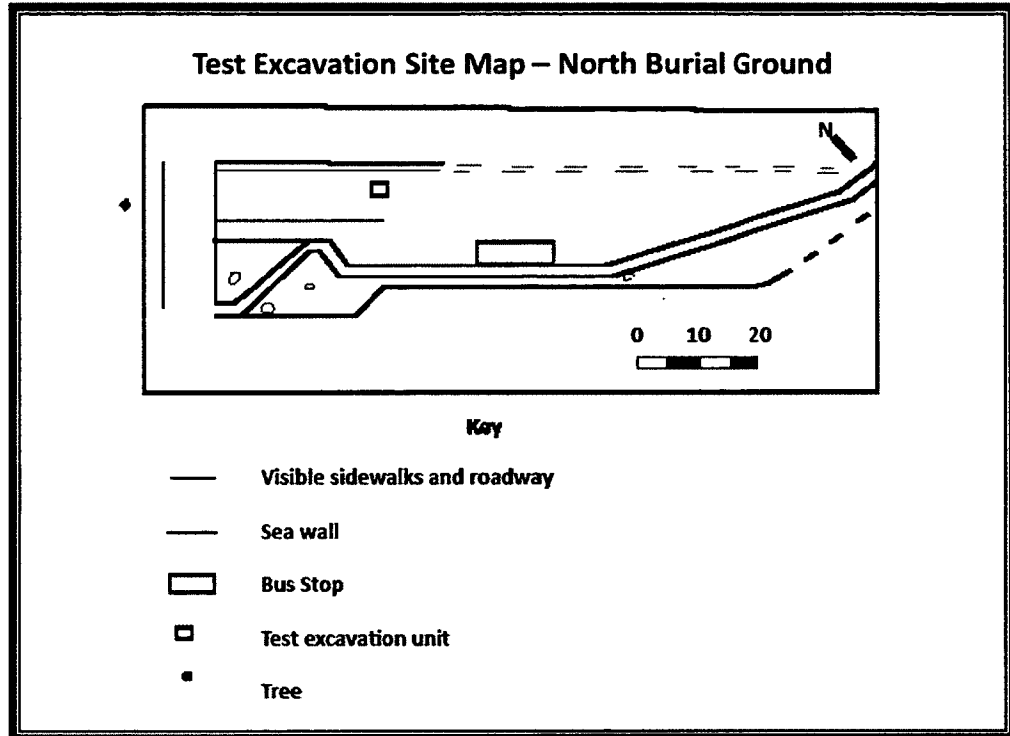 Test Excavation Site Map – North Burial Ground
N
0 10 20
Key
Visible sidewalks and roadway
Sea wall
Bus Stop
Test excavation unit
Tree